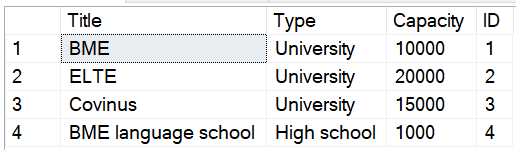 Title Type Capacity ID
1 BME University 10000 1
2 ELTE University 20000 2
3 Covinus University 15000 3
4 BME language school High school 1000 4